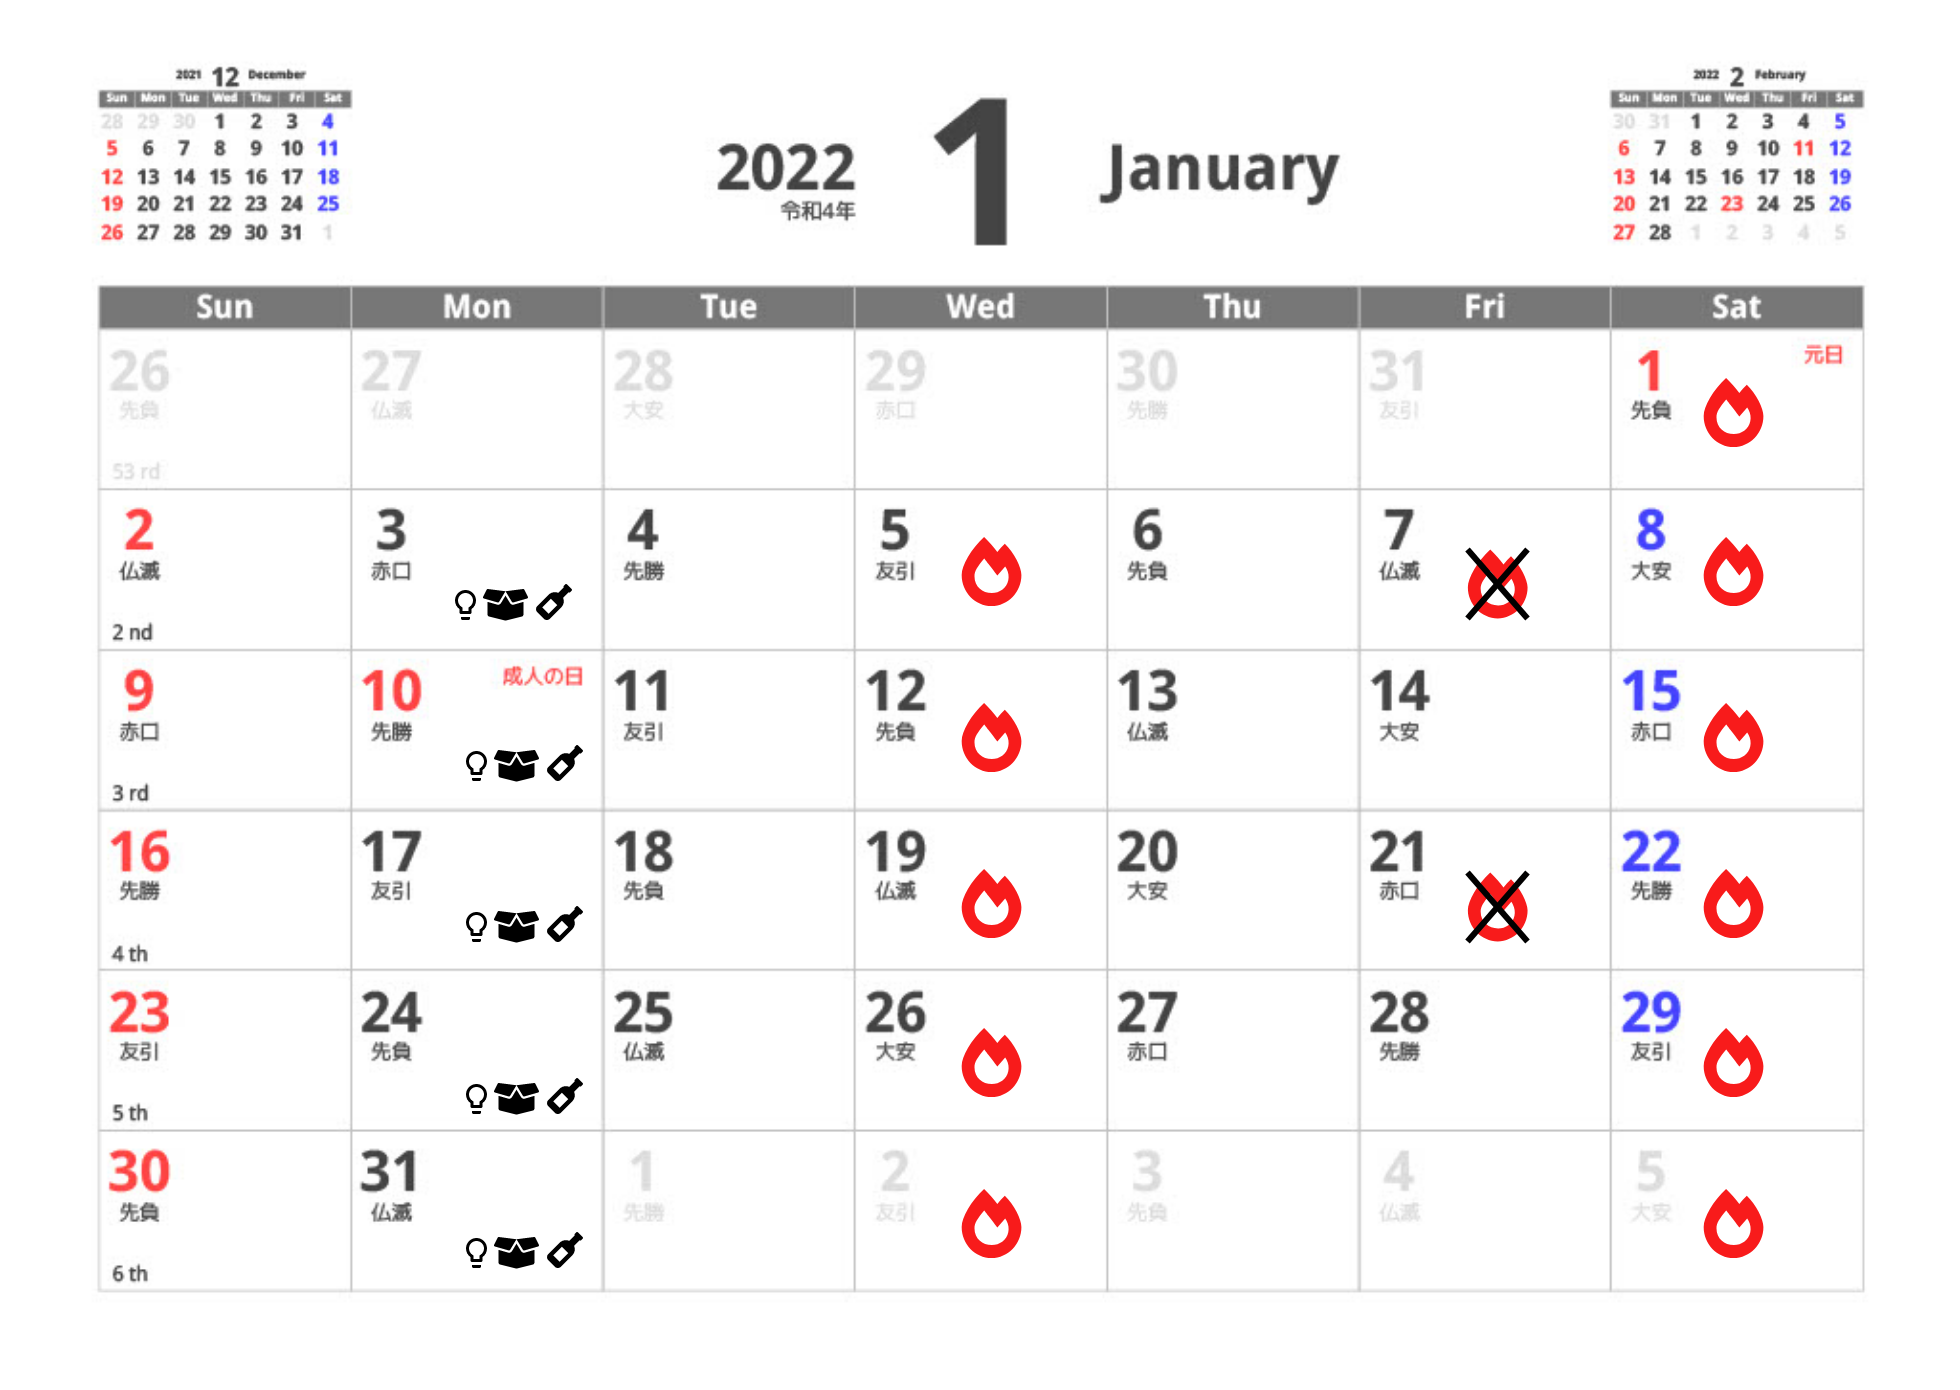 2021 12 December
Sun Mon Tue Wed Thu Fri Sat
28 29 30 1 2 3 4
5 6 7 8 9 10 11
12 13 14 15 16 17 18
19 20 21 22 23 24 25
26 27 28 29 30 31 1
2022 1 January
令和4年
2022 2 February
Sun Mon Tue Wed Thu Fri Sat
30 31 1 2 3 4 5
6 7 8 9 10 11 12
13 14 15 16 17 18 19
20 21 22 23 24 25 26
27 28 1 2 3 4 5
Sun Mon Tue Wed Thu Fri Sat
26 27 28 29 30 31 1 元日
先負 仏滅 大安 赤口 先勝 友引 先負
53 rd
2 3 4 5 6 7 8
仏滅 赤口 先勝 友引 先負 仏滅 大安
2 nd
9 10 成人の日 11 12 13 14 15
赤口 先勝 友引 先負 仏滅 大安 赤口
3 rd
16 17 18 19 20 21 22
先勝 友引 先負 仏滅 大安 赤口 先勝
4 th
23 24 25 26 27 28 29
友引 先負 仏滅 大安 赤口 先勝 友引
5 th
30 31 1 2 3 4 5
先負 仏滅 先勝 友引 先負 仏滅 大安
6 th